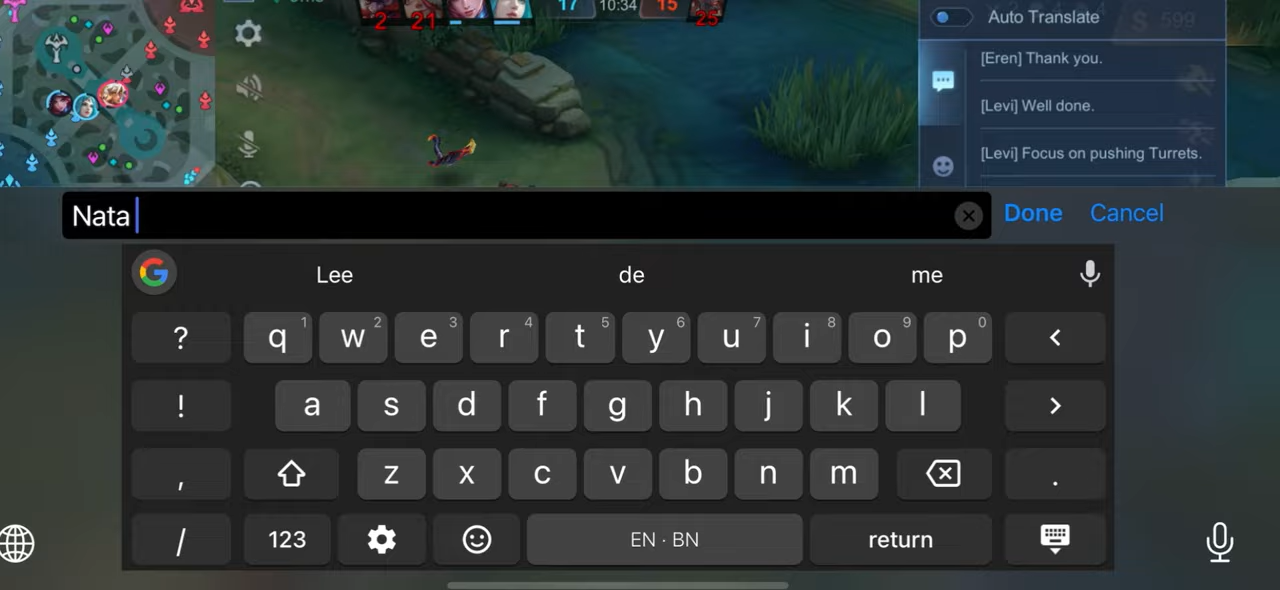 2 21 17 10:34 15 25
Auto Translate
$ 599
[Eren] Thank you.
[Levi] Well done.
[Levi] Focus on pushing Turrets.
Nata
Done Cancel
Lee de me
? q 1 w 2 e 3 r 4 t 5 y 6 u 7 i 8 o 9 p 0 <
! a s d f g h j k l >
, z x c v b n m .
/ 123 EN · BN return